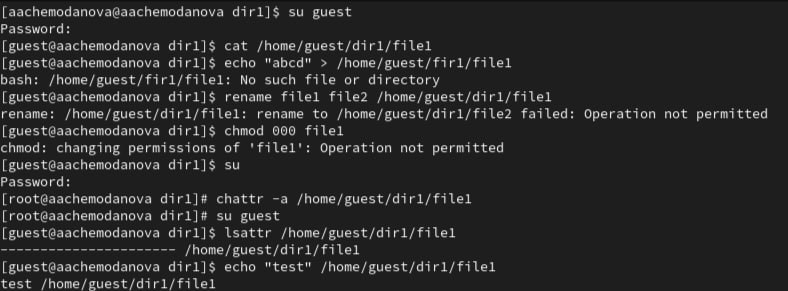 [aachemodanova@aachemodanova dir1]$ su guest
Password:
[guest@aachemodanova dir1]$ cat /home/guest/dir1/file1
[guest@aachemodanova dir1]$ echo "abcd" > /home/guest/fir1/file1
bash: /home/guest/fir1/file1: No such file or directory
[guest@aachemodanova dir1]$ rename file1 file2 /home/guest/dir1/file1
rename: /home/guest/dir1/file1: rename to /home/guest/dir1/file2 failed: Operation not permitted
[guest@aachemodanova dir1]$ chmod 000 file1
chmod: changing permissions of 'file1': Operation not permitted
[guest@aachemodanova dir1]$ su
Password:
[root@aachemodanova dir1]# chattr -a /home/guest/dir1/file1
[root@aachemodanova dir1]# su guest
[guest@aachemodanova dir1]$ lsattr /home/guest/dir1/file1
---------------------- /home/guest/dir1/file1
[guest@aachemodanova dir1]$ echo "test" /home/guest/dir1/file1
test /home/guest/dir1/file1